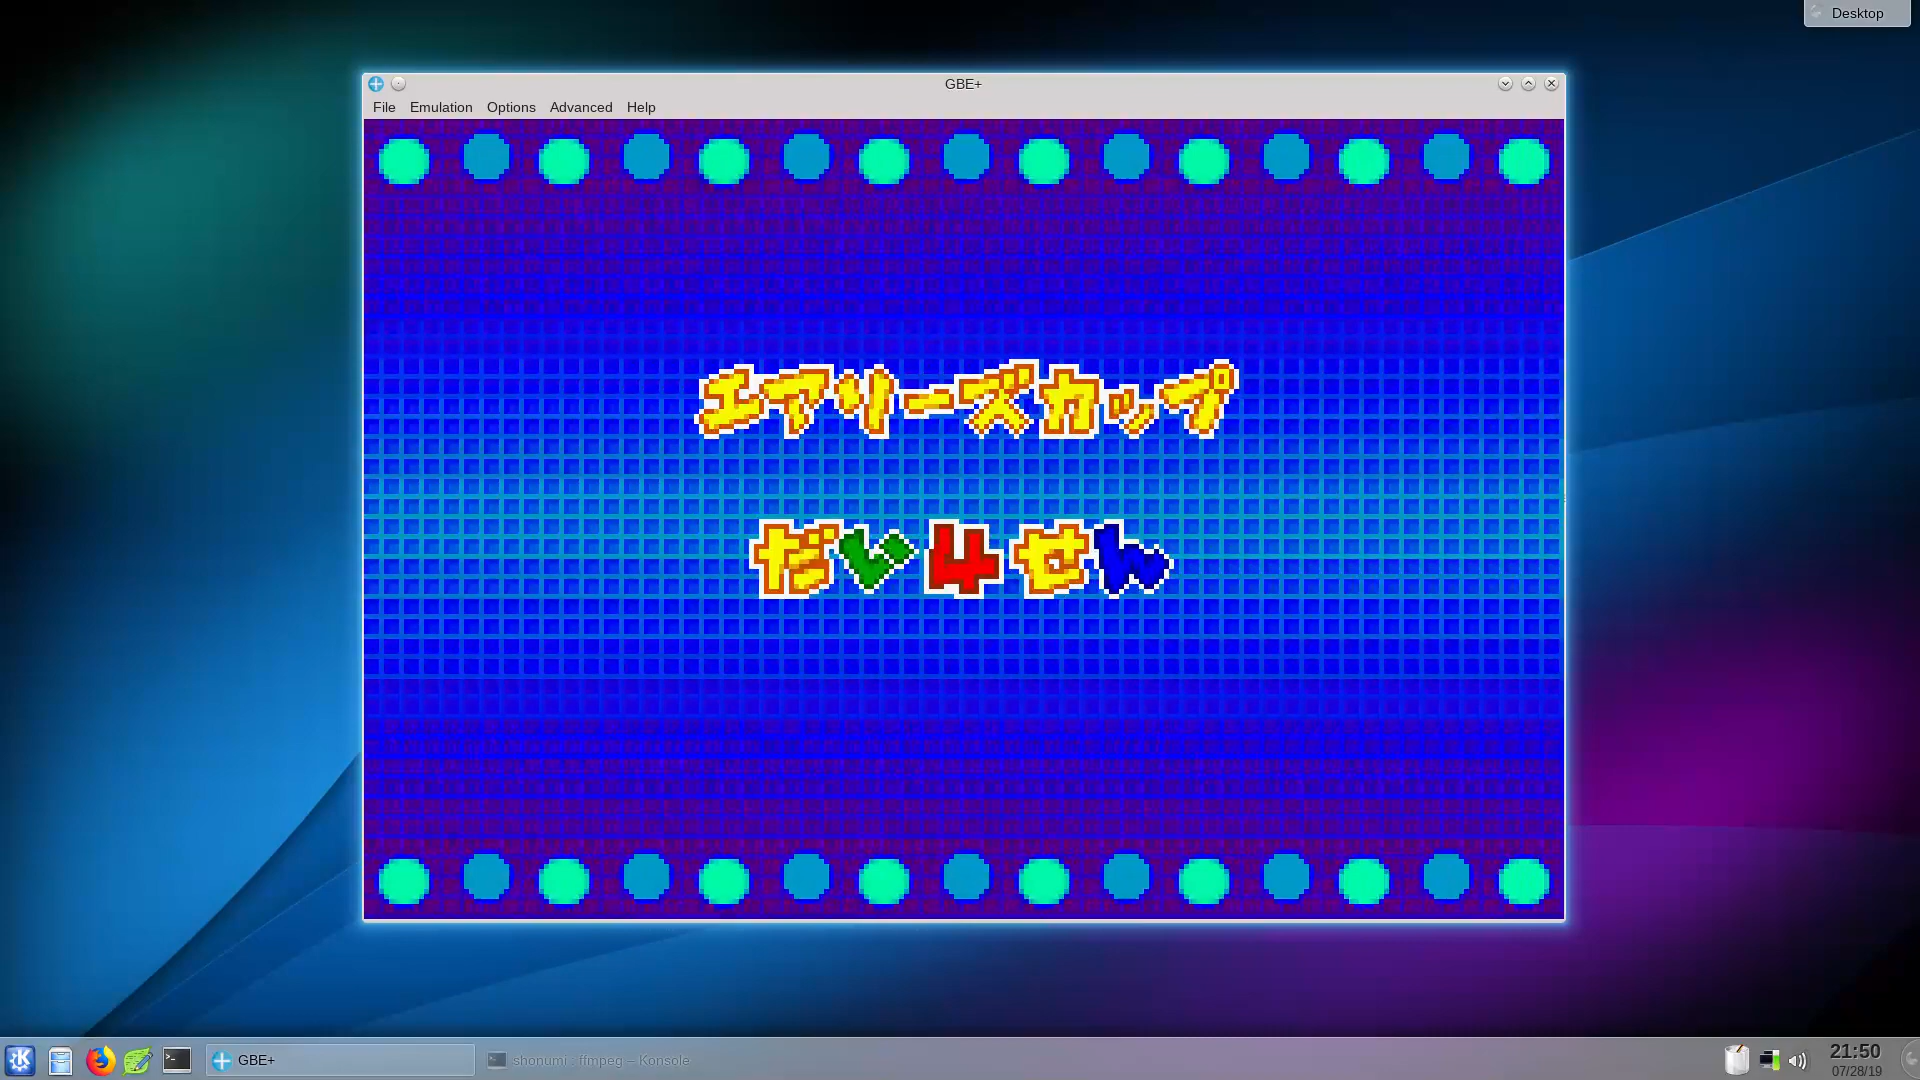 Desktop
GBE+
File Emulation Options Advanced Help
エアリーズカップ
だい4せん
GBE+
shonumi : ffmpeg – Konsole
21:50
07/28/19